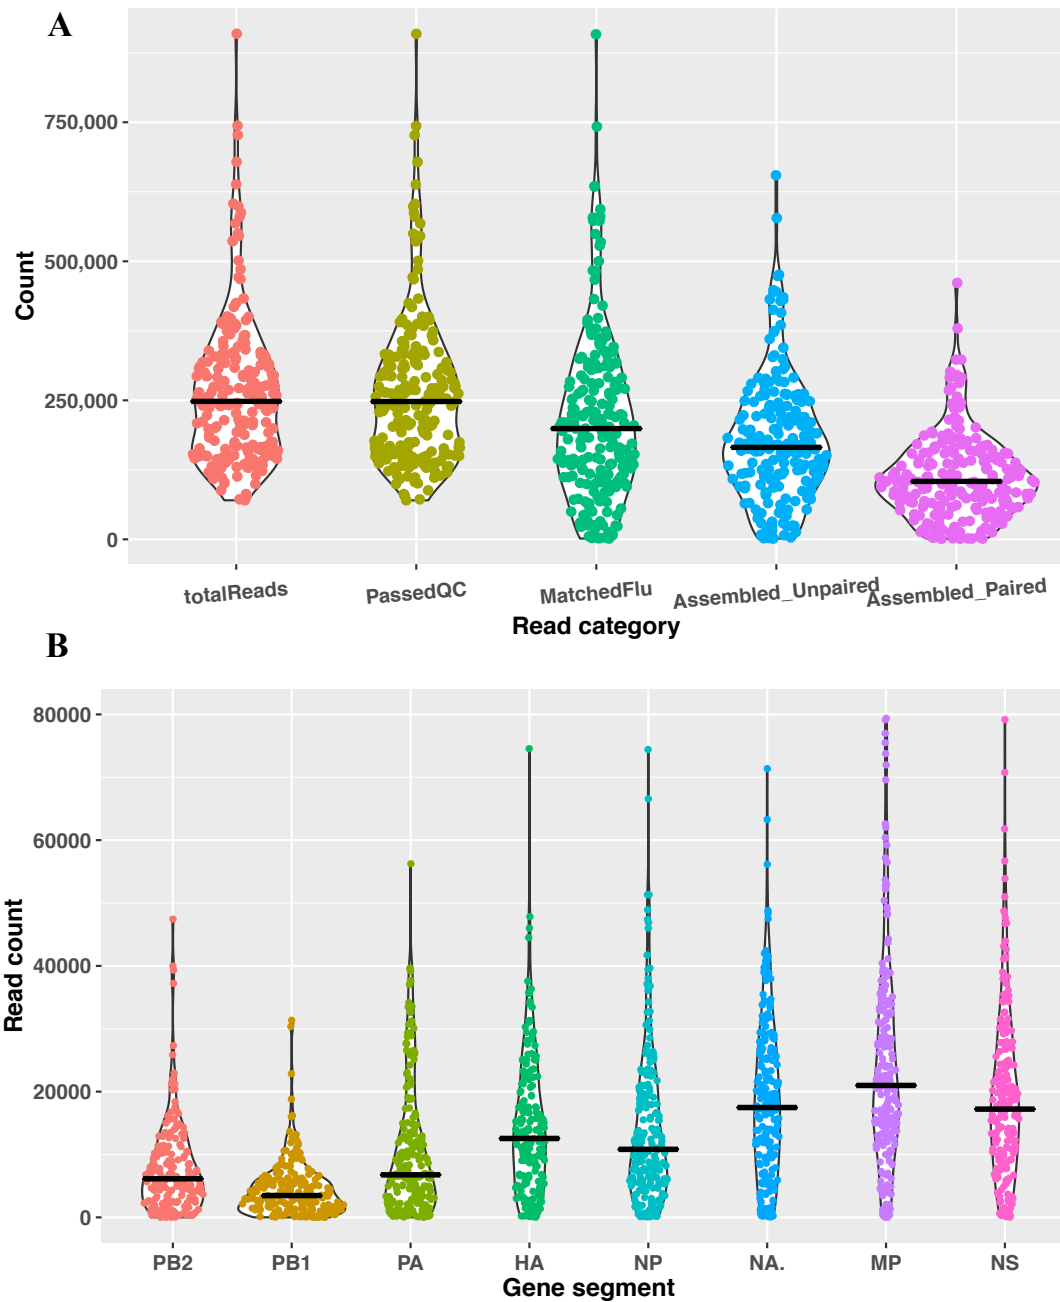 A
750,000
500,000
250,000
0
Count
totalReads PassedQC MatchedFlu Assembled_Unpaired Assembled_Paired
Read category
B
80000
60000
40000
20000
0
Read count
PB2 PB1 PA HA NP NA. MP NS
Gene segment